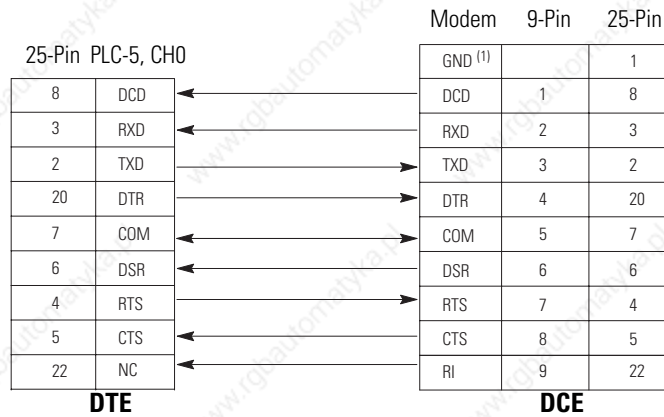 Modem 9-Pin 25-Pin
25-Pin PLC-5, CH0
GND (1) 1
8 DCD DCD 1 8
3 RXD RXD 2 3
2 TXD TXD 3 2
20 DTR DTR 4 20
7 COM COM 5 7
6 DSR DSR 6 6
4 RTS RTS 7 4
5 CTS CTS 8 5
22 NC RI 9 22
DTE DCE
www.rgbautomatyka.pl